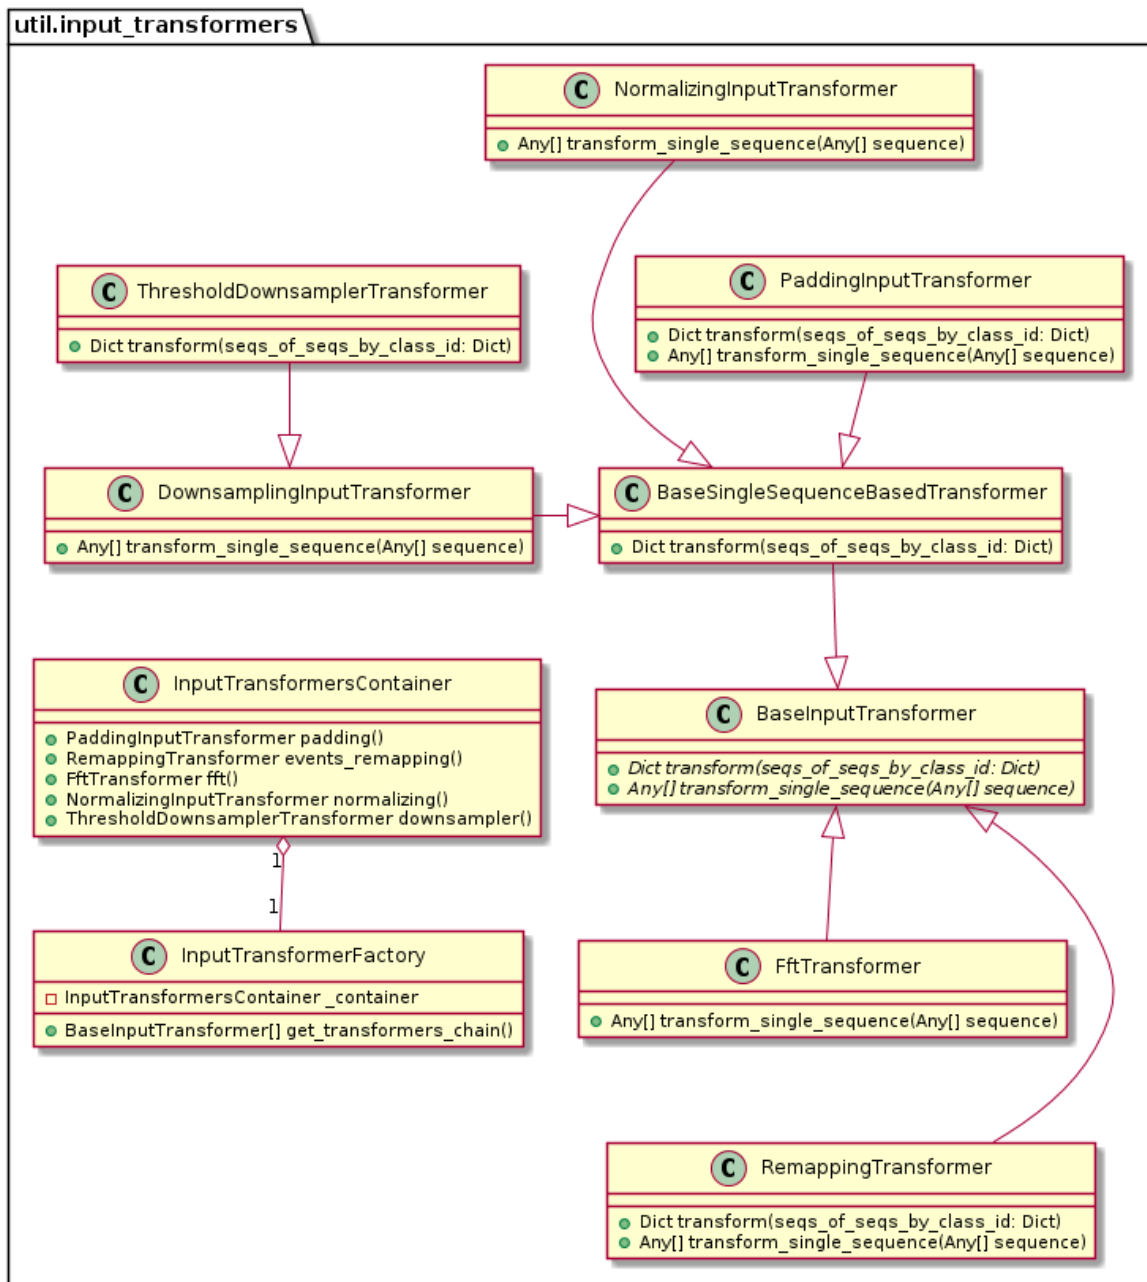 util.input_transformers
C NormalizingInputTransformer
Any[] transform_single_sequence(Any[] sequence)
C ThresholdDownsamplerTransformer
Dict transform(seqs_of_seqs_by_class_id: Dict)
C PaddingInputTransformer
Dict transform(seqs_of_seqs_by_class_id: Dict)
Any[] transform_single_sequence(Any[] sequence)
C DownsamplingInputTransformer
Any[] transform_single_sequence(Any[] sequence)
C BaseSingleSequenceBasedTransformer
Dict transform(seqs_of_seqs_by_class_id: Dict)
C InputTransformersContainer
PaddingInputTransformer padding()
RemappingTransformer events_remapping()
FftTransformer fft()
NormalizingInputTransformer normalizing()
ThresholdDownsamplerTransformer downsampler()
C BaseInputTransformer
Dict transform(seqs_of_seqs_by_class_id: Dict)
Any[] transform_single_sequence(Any[] sequence)
1
1
C InputTransformerFactory
InputTransformersContainer _container
BaseInputTransformer[] get_transformers_chain()
C FftTransformer
Any[] transform_single_sequence(Any[] sequence)
C RemappingTransformer
Dict transform(seqs_of_seqs_by_class_id: Dict)
Any[] transform_single_sequence(Any[] sequence)